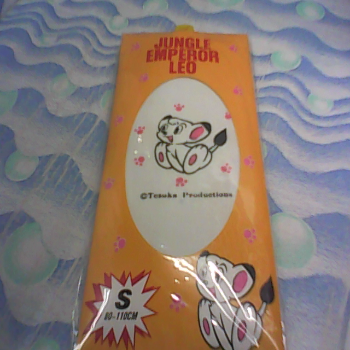 JUNGLE
EMPEROR
LEO
©Tezuka Productions
S
80-110CM